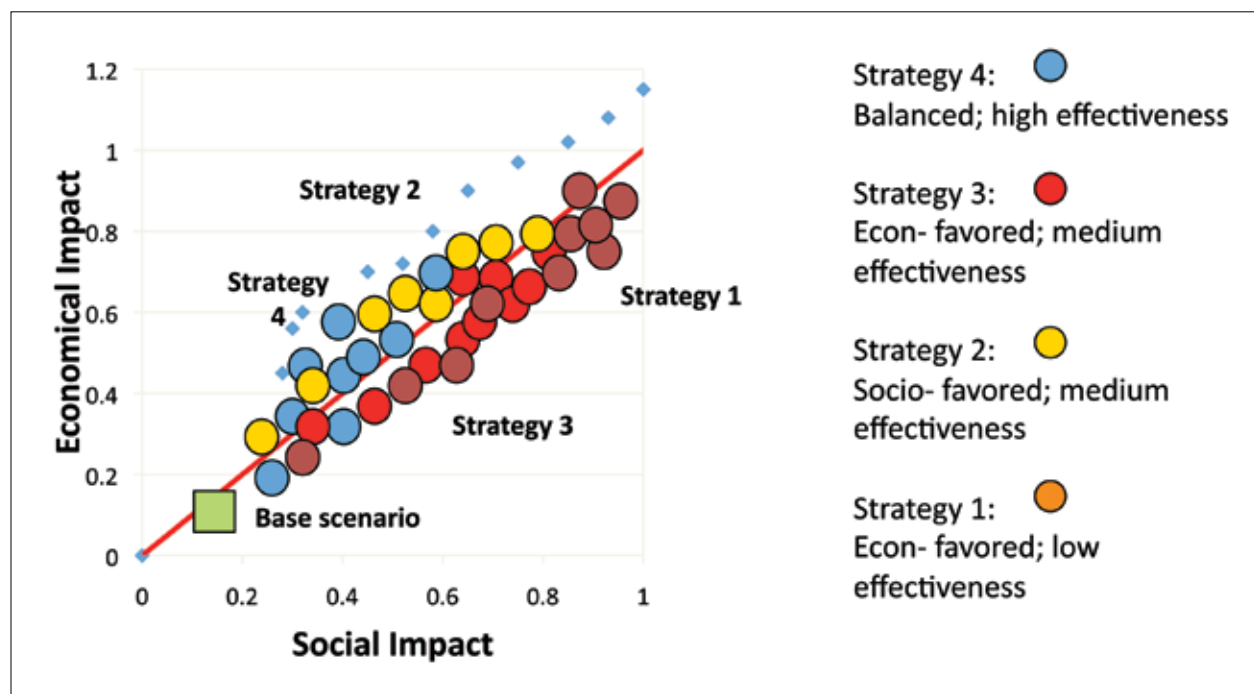 1.2
1
0.8
0.6
0.4
0.2
0
0
0.2
0.4
0.6
0.8
1
Economical Impact
Social Impact
Strategy 2
Strategy
4
Strategy 1
Strategy 3
Base scenario
Strategy 4:
Balanced; high effectiveness
Strategy 3:
Econ- favored; medium
effectiveness
Strategy 2:
Socio- favored; medium
effectiveness
Strategy 1:
Econ- favored; low
effectiveness